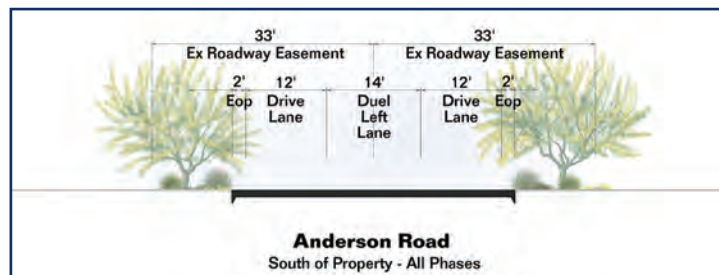 33' 33'
Ex Roadway Easement Ex Roadway Easement
2' 12' 14' 12' 2'
Eop Drive Duel Drive Eop
Lane Left Lane
Lane
Anderson Road
South of Property - All Phases